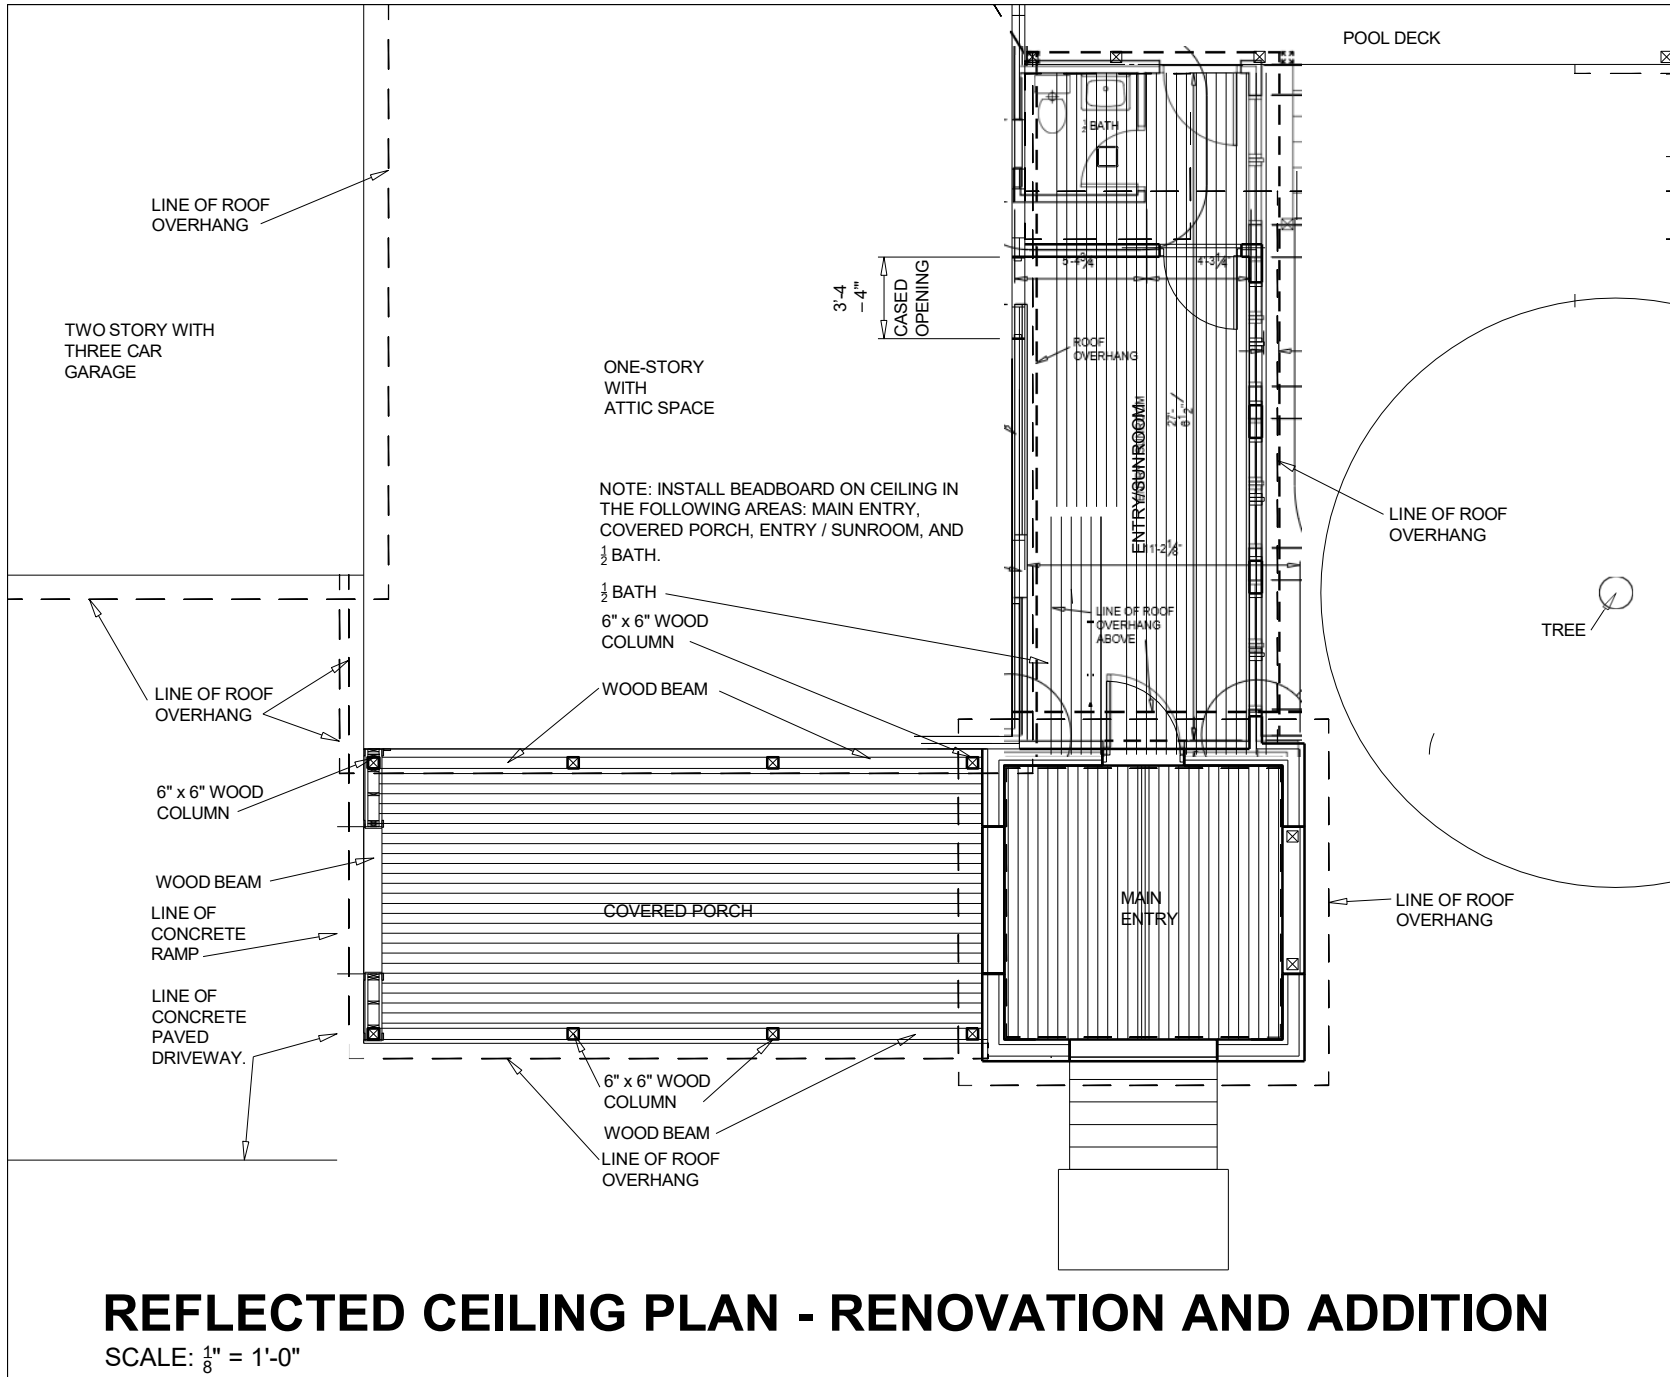 POOL DECK
½ BATH
LINE OF ROOF
OVERHANG
3'-4
CASED
OPENING
4'-3¼"
TWO STORY WITH
THREE CAR
GARAGE
ROOF
OVERHANG
ONE-STORY
WITH
ATTIC SPACE
ENTRY/SUNROOM
NOTE: INSTALL BEADBOARD ON CEILING IN
THE FOLLOWING AREAS: MAIN ENTRY,
COVERED PORCH, ENTRY / SUNROOM, AND
½ BATH.
LINE OF ROOF
OVERHANG
11'-2⅛"
½ BATH
6" x 6" WOOD
COLUMN
LINE OF ROOF
OVERHANG
ABOVE
TREE
WOOD BEAM
LINE OF ROOF
OVERHANG
6" x 6" WOOD
COLUMN
WOOD BEAM
COVERED PORCH
MAIN
ENTRY
LINE OF ROOF
OVERHANG
LINE OF
CONCRETE
RAMP
LINE OF
CONCRETE
PAVED
DRIVEWAY.
6" x 6" WOOD
COLUMN
WOOD BEAM
LINE OF ROOF
OVERHANG
REFLECTED CEILING PLAN - RENOVATION AND ADDITION
SCALE: ⅛" = 1'-0"